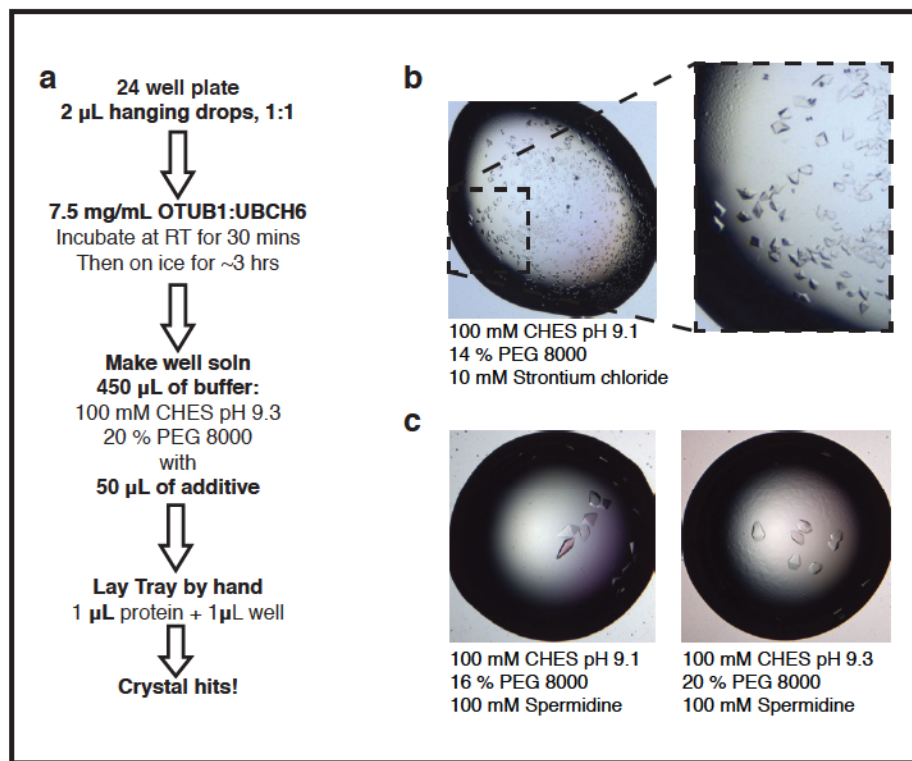 a
24 well plate
2 µL hanging drops, 1:1
7.5 mg/mL OTUB1:UBCH6
Incubate at RT for 30 mins
Then on ice for ~3 hrs
Make well soln
450 µL of buffer:
100 mM CHES pH 9.3
20 % PEG 8000
with
50 µL of additive
Lay Tray by hand
1 µL protein + 1µL well
Crystal hits!
b
100 mM CHES pH 9.1
14 % PEG 8000
10 mM Strontium chloride
c
100 mM CHES pH 9.1
16 % PEG 8000
100 mM Spermidine
100 mM CHES pH 9.3
20 % PEG 8000
100 mM Spermidine